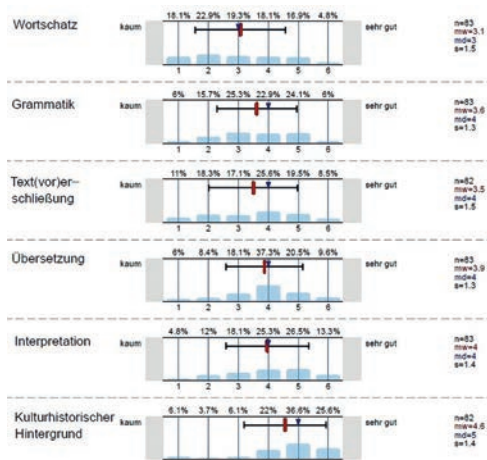 18.1% 22.9% 19.3% 18.1% 16.9% 4.8%
Wortschatz kaum sehr gut n=83
mw=3.1
md=3
s=1.5
1 2 3 4 5 6
6% 15.7% 25.3% 22.9% 24.1% 6%
Grammatik kaum sehr gut n=83
mw=3.6
md=4
s=1.3
1 2 3 4 5 6
11% 18.3% 17.1% 25.6% 19.5% 8.5%
Text(vor)er-
schließung kaum sehr gut n=82
mw=3.5
md=4
s=1.5
1 2 3 4 5 6
6% 8.4% 18.1% 37.3% 20.5% 9.6%
Übersetzung kaum sehr gut n=83
mw=3.9
md=4
s=1.3
1 2 3 4 5 6
4.8% 12% 18.1% 25.3% 26.5% 13.3%
Interpretation kaum sehr gut n=83
mw=4
md=4
s=1.4
1 2 3 4 5 6
6.1% 3.7% 6.1% 22% 36.6% 25.6%
Kulturhistorischer
Hintergrund kaum sehr gut n=82
mw=4.6
md=5
s=1.4
1 2 3 4 5 6